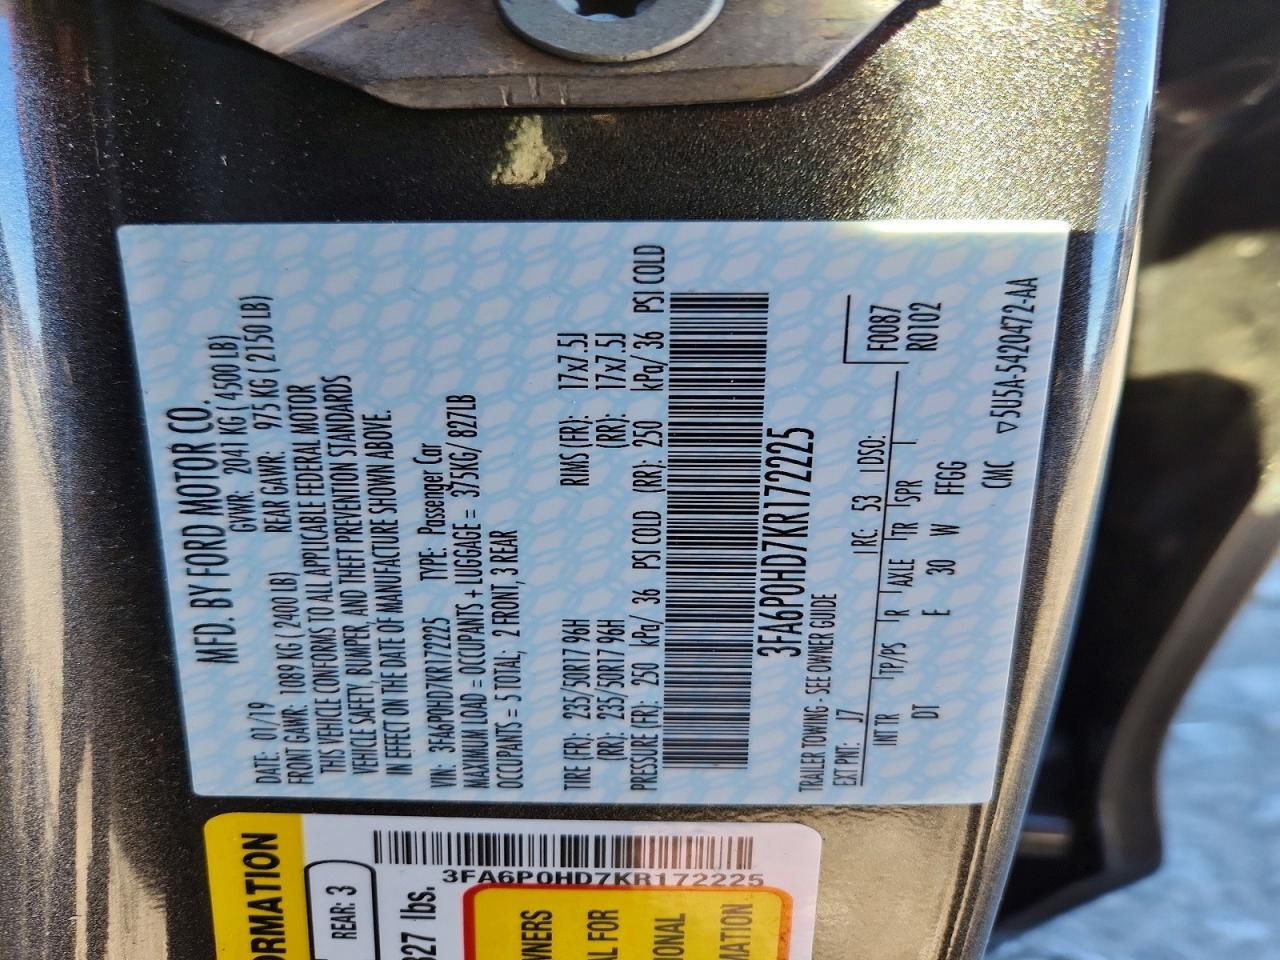 MFD. BY FORD MOTOR CO.
DATE: 01/19 GVWR: 2041 KG ( 4500 LB)
FRONT GAWR: 1089 KG ( 2400 LB) REAR GAWR: 975 KG ( 2150 LB)
THIS VEHICLE CONFORMS TO ALL APPLICABLE FEDERAL MOTOR
VEHICLE SAFETY, BUMPER, AND THEFT PREVENTION STANDARDS
IN EFFECT ON THE DATE OF MANUFACTURE SHOWN ABOVE.
VIN: 3FA6P0HD7KR172225 TYPE: Passenger Car
MAXIMUM LOAD = OCCUPANTS + LUGGAGE = 375KG/ 827LB
OCCUPANTS = 5 TOTAL, 2 FRONT, 3 REAR
TIRE (FR): 235/50R17 96H RIMS (FR): 17x7.5J
(RR): 235/50R17 96H (RR): 17x7.5J
PRESSURE (FR): 250 kPa/ 36 PSI COLD (RR): 250 kPa/ 36 PSI COLD
3FA6P0HD7KR172225
TRAILER TOWING - SEE OWNER GUIDE
EXT PNT: J7 RC: 53 DSO: F0087
INT TR TP/PS R AXLE TR SPR R0102
DT E 30 W FFGG
CMC ▽5U5A-5420472-AA
ORMATION
REAR: 3
3FA6P0HD7KR172225
827 lbs.
WNERS
AL FOR
IONAL
MATION